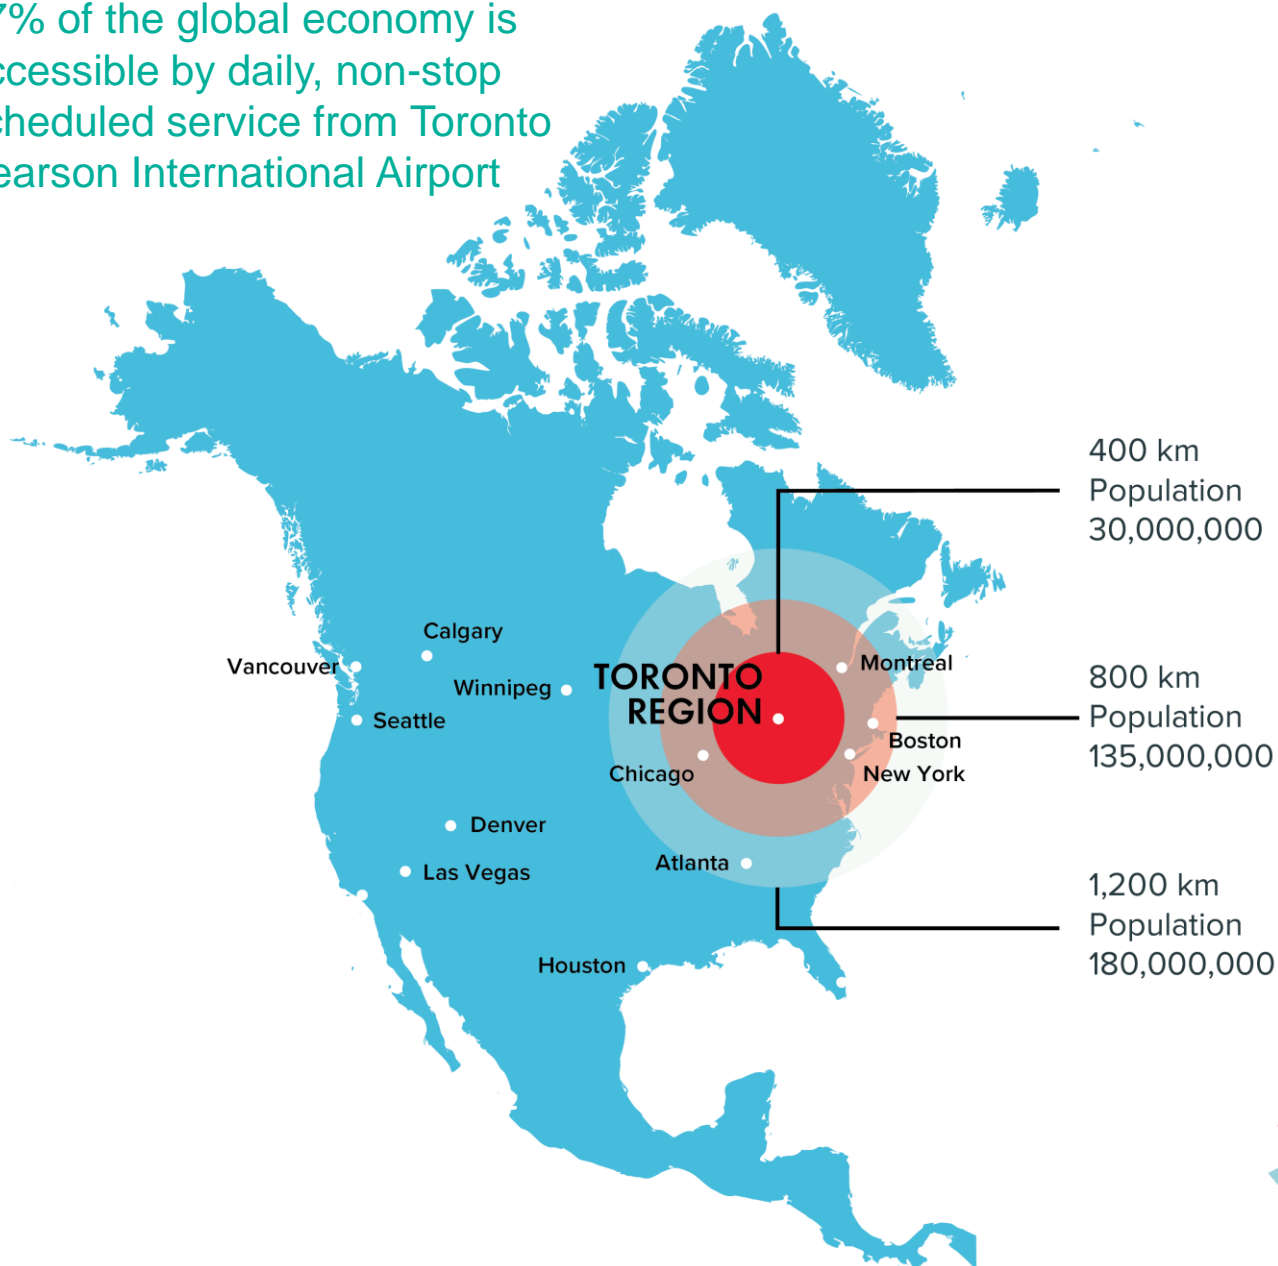 7% of the global economy is
ccessible by daily, non-stop
cheduled service from Toronto
earson International Airport
400 km
Population
30,000,000
Calgary
Vancouver
Winnipeg
TORONTO
REGION
Montreal
800 km
Population
135,000,000
Seattle
Boston
Chicago
New York
Denver
Atlanta
Las Vegas
1,200 km
Population
180,000,000
Houston